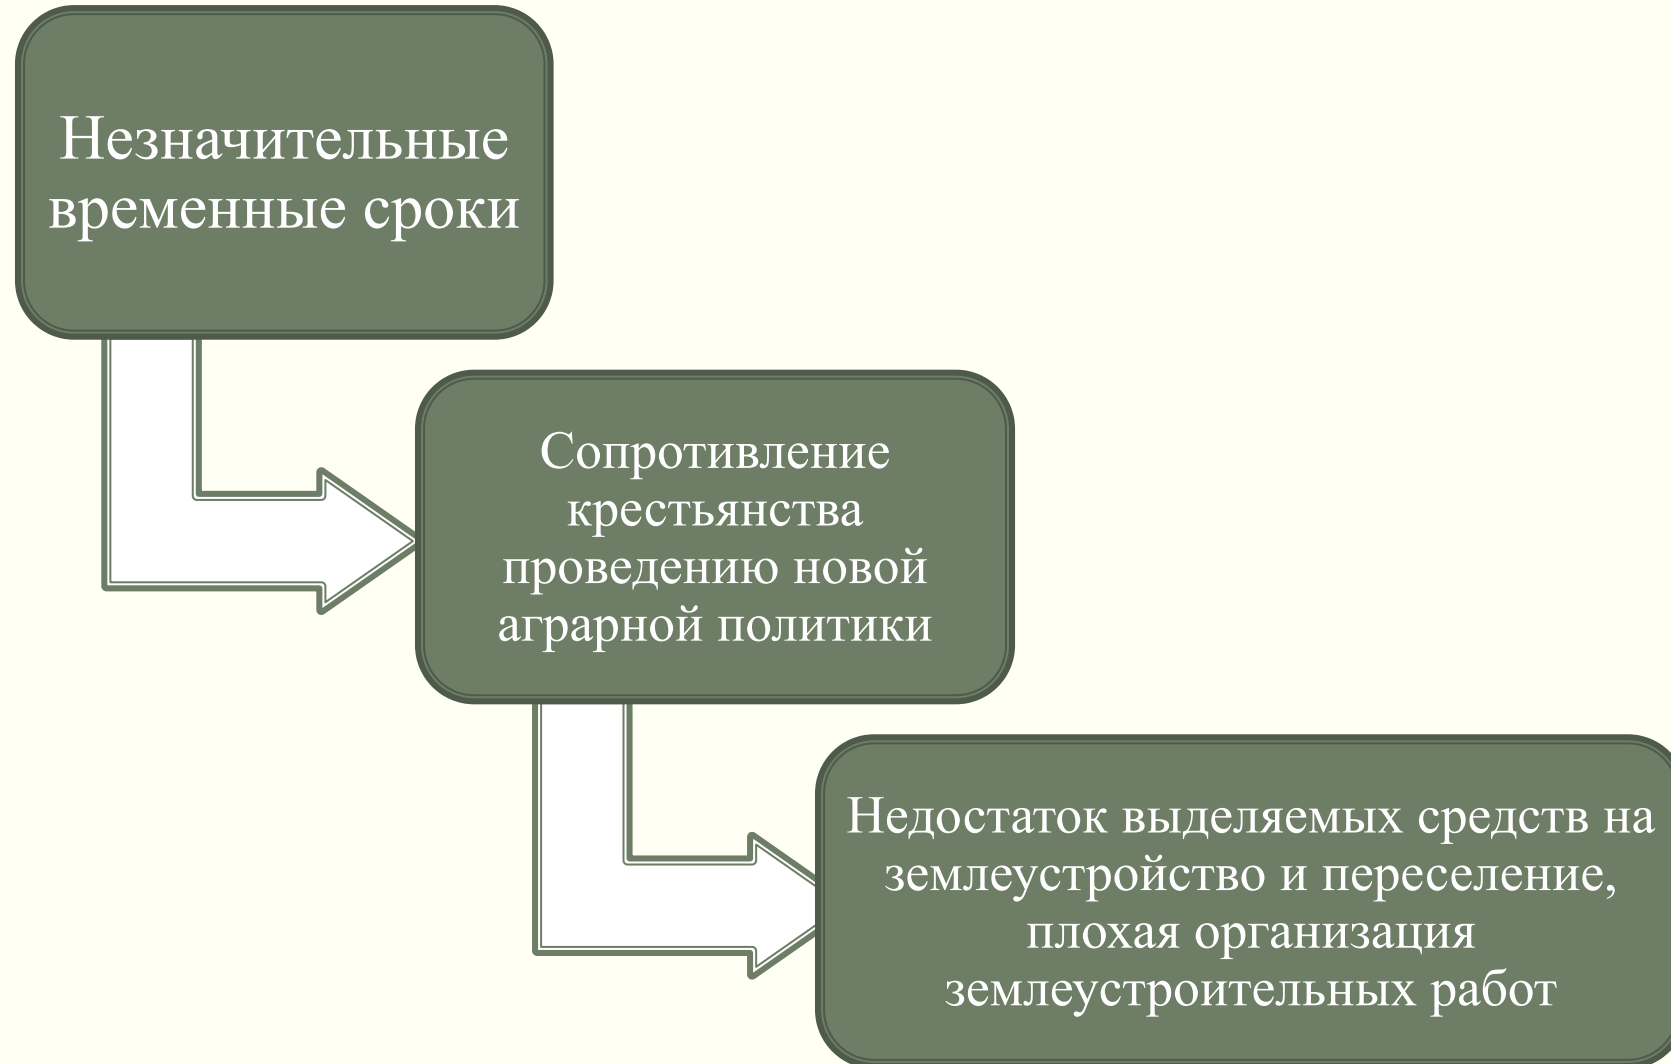 Незначительные
временные сроки
Сопротивление
крестьянства
проведению новой
аграрной политики
Недостаток выделяемых средств на
землеустройство и переселение,
плохая организация
землеустроительных работ